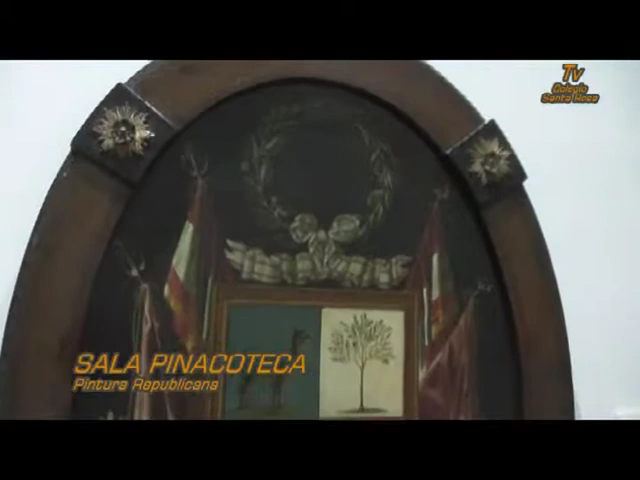 Tv
Colegio
Santa Rosa
SALA PINACOTECA
Pintura Republicana